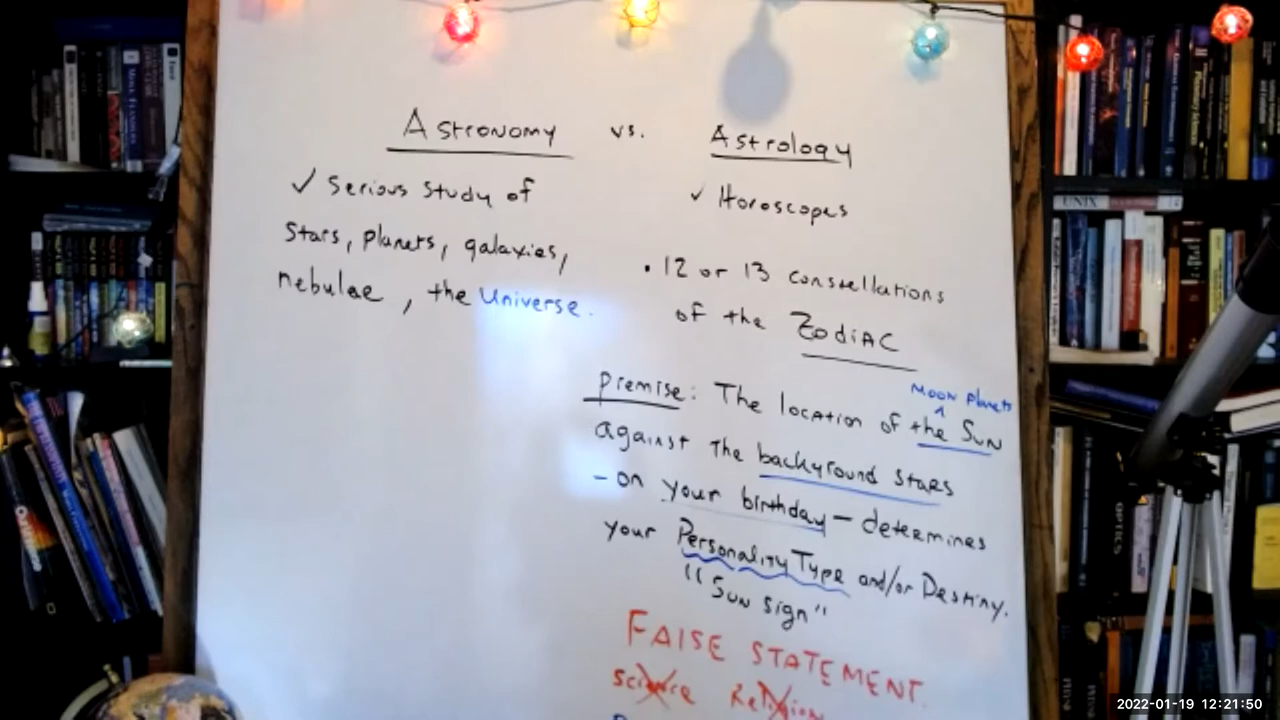 Astronomy vs. Astrology
✓ Serious study of
stars, planets, galaxies,
nebulae, the Universe.
✓ Horoscopes
• 12 or 13 constellations
of the ZODIAC
premise: The location of the Sun
Moon Planets
^
against the background stars
- on your birthday - determines
your Personality Type and/or Destiny.
"Sun sign"
FALSE STATEMENT.
Science Religion
UNIX
OPTICS
2022-01-19 12:21:50